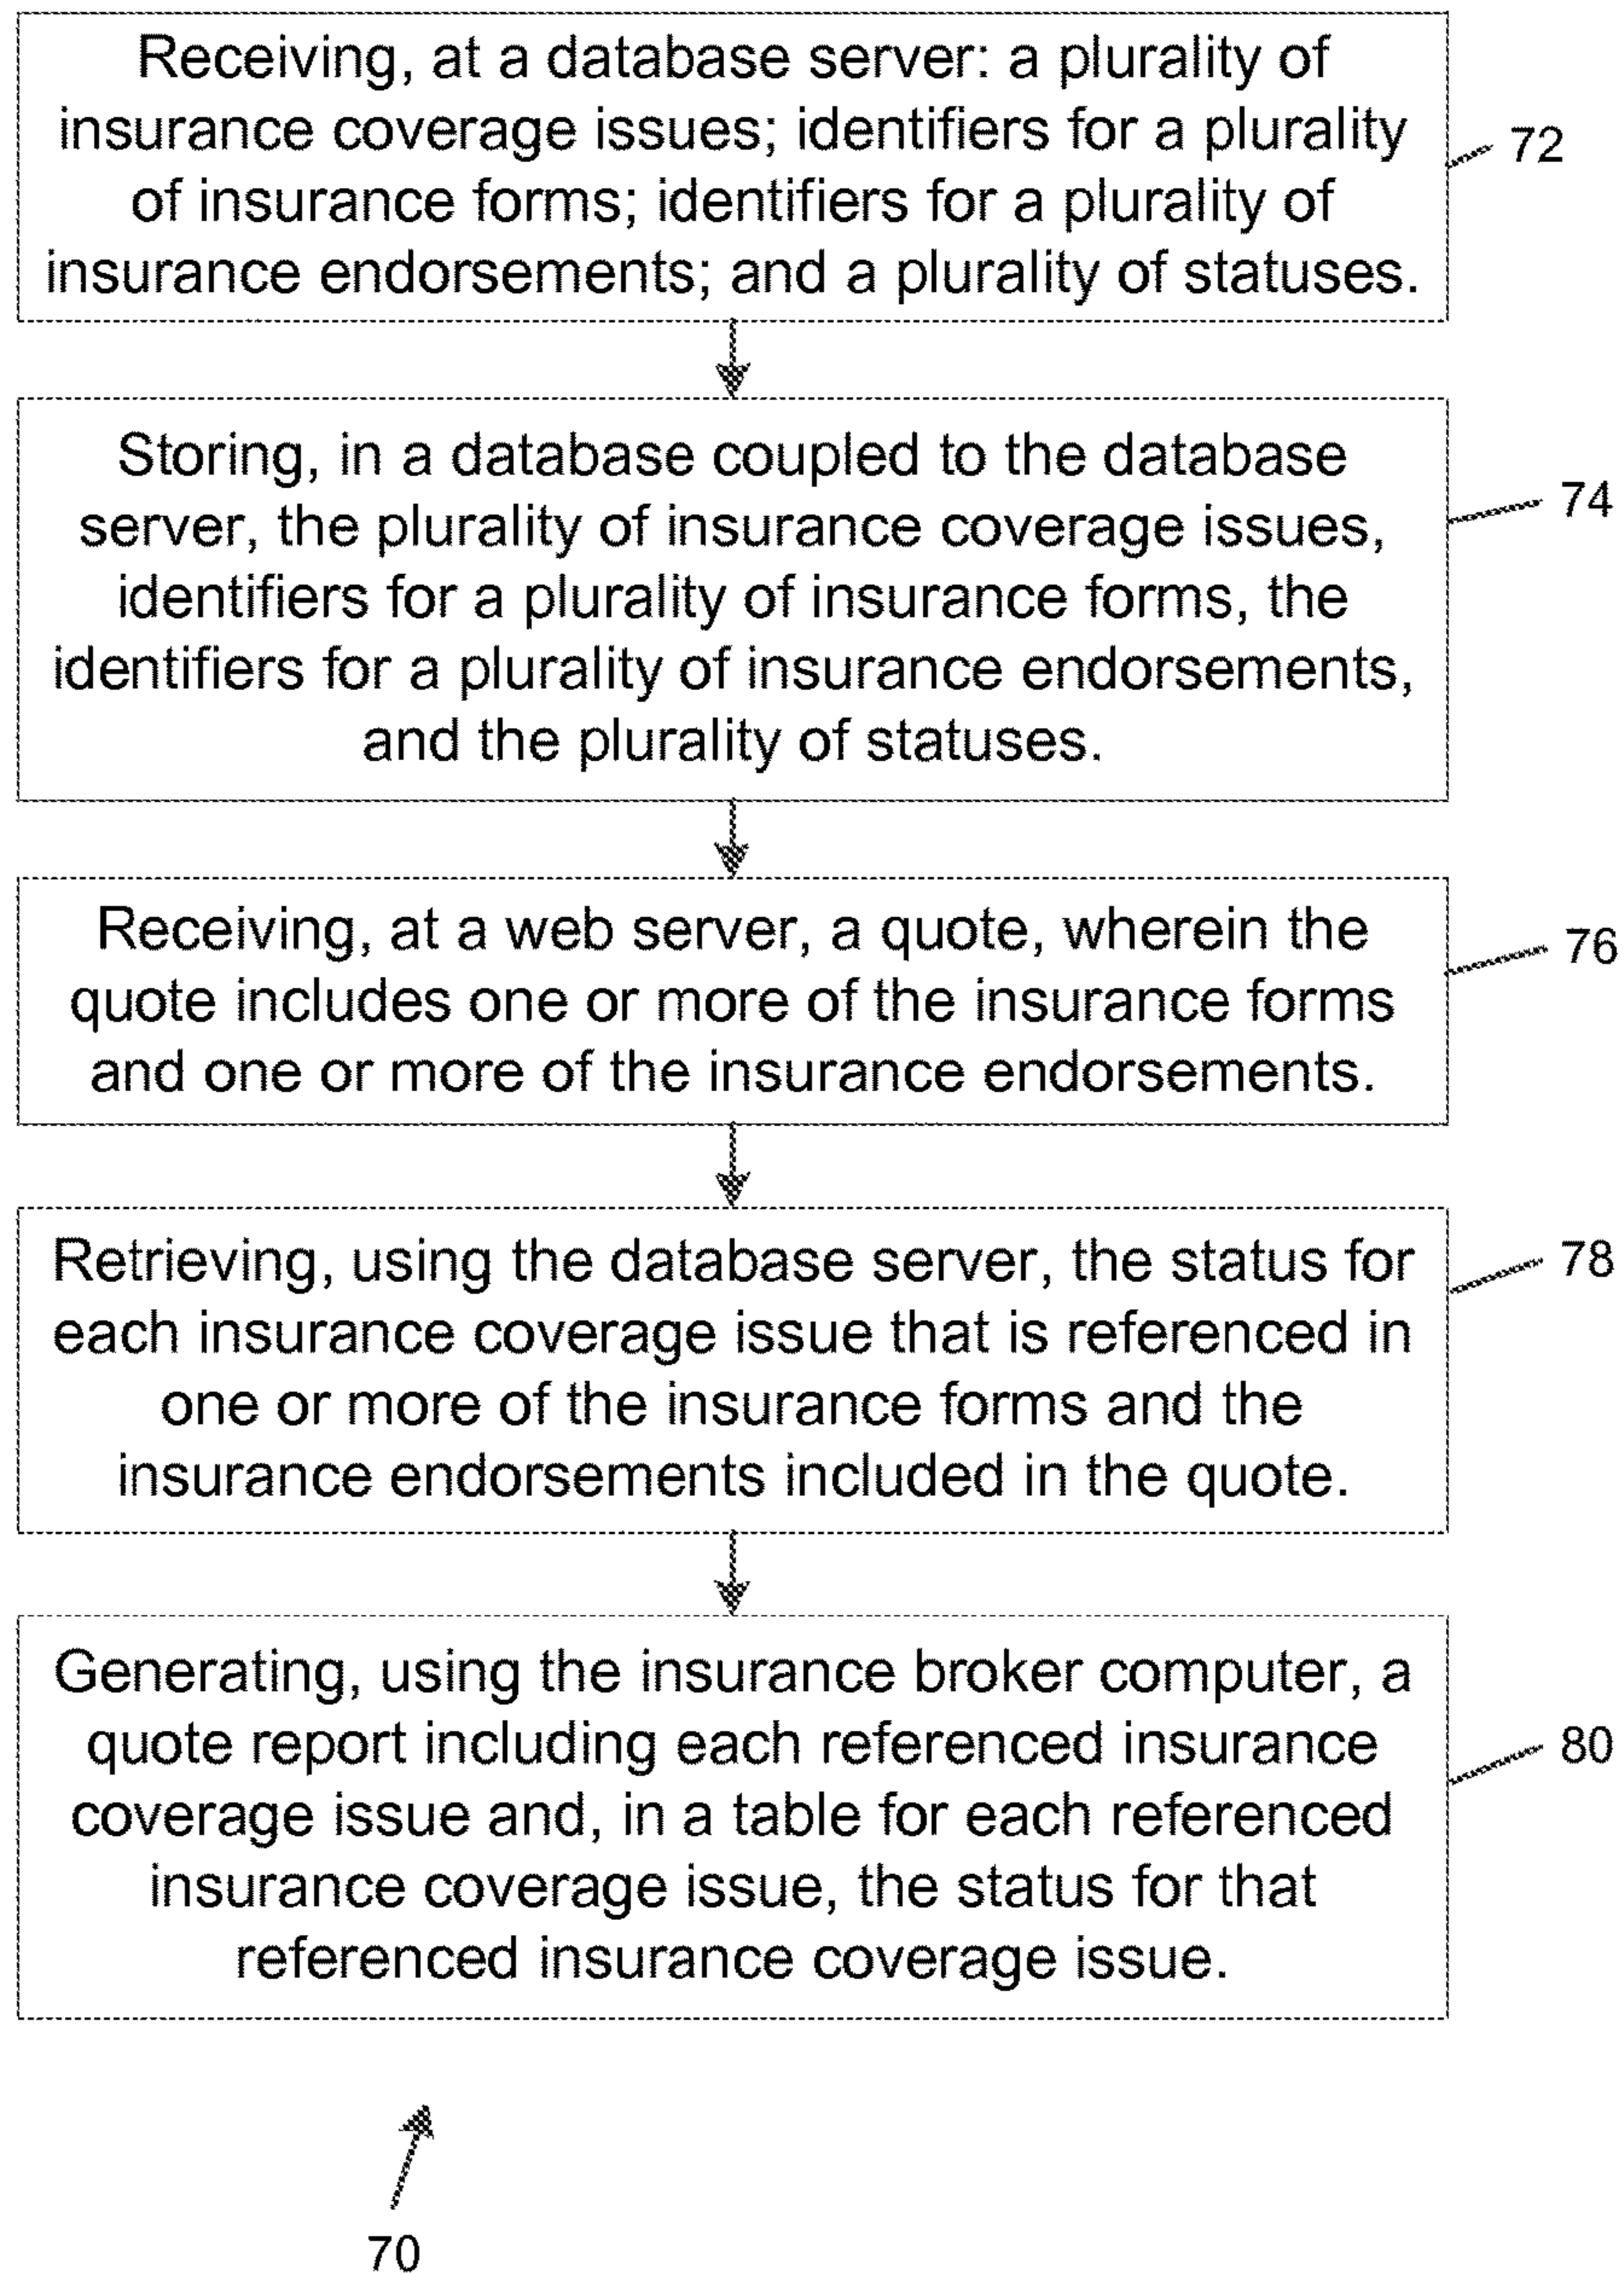 Receiving, at a database server: a plurality of
insurance coverage issues; identifiers for a plurality
of insurance forms; identifiers for a plurality of
insurance endorsements; and a plurality of statuses.
72
Storing, in a database coupled to the database
server, the plurality of insurance coverage issues,
identifiers for a plurality of insurance forms, the
identifiers for a plurality of insurance endorsements,
and the plurality of statuses.
74
Receiving, at a web server, a quote, wherein the
quote includes one or more of the insurance forms
and one or more of the insurance endorsements.
76
Retrieving, using the database server, the status for
each insurance coverage issue that is referenced in
one or more of the insurance forms and the
insurance endorsements included in the quote.
78
Generating, using the insurance broker computer, a
quote report including each referenced insurance
coverage issue and, in a table for each referenced
insurance coverage issue, the status for that
referenced insurance coverage issue.
80
70